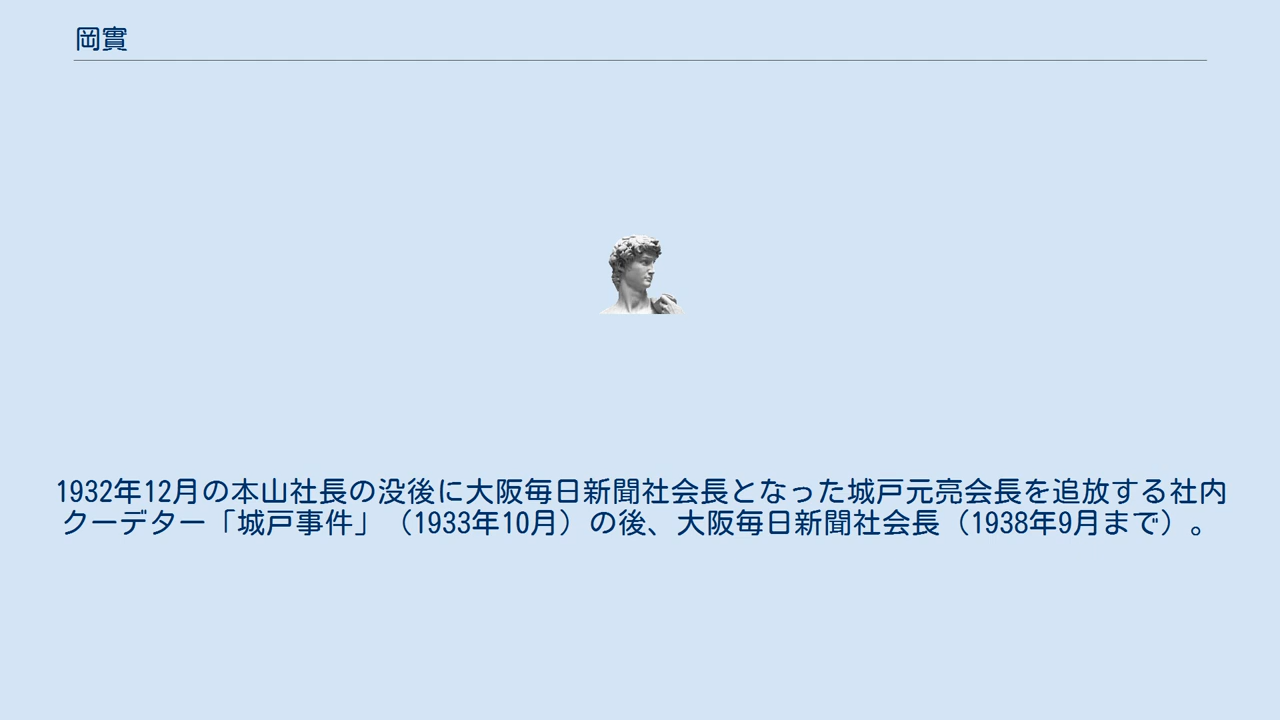 岡實
1932年12月の本山社長の没後に大阪毎日新聞社会長となった城戸元亮会長を追放する社内
クーデター「城戸事件」（1933年10月）の後、大阪毎日新聞社会長（1938年9月まで）。